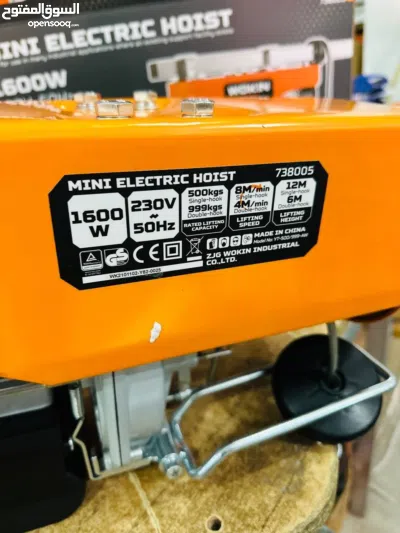 السوق المفتوح
opensooq.com
MINI ELECTRIC HOIST
1600W
WOKIN
MINI ELECTRIC HOIST 738005
1600 W
230V ~ 50Hz
500kgs
Single-hook
999kgs
Double-hook
RATED LIFTING CAPACITY
8M/min
Single-hook
4M/min
Double-hook
LIFTING SPEED
12M
Single-hook
6M
Double-hook
LIFTING HEIGHT
MADE IN CHINA
ZJG WOKIN INDUSTRIAL
CO.,LTD.